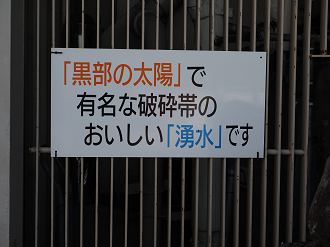 「黒部の太陽」で
有名な破砕帯の
おいしい「湧水」です